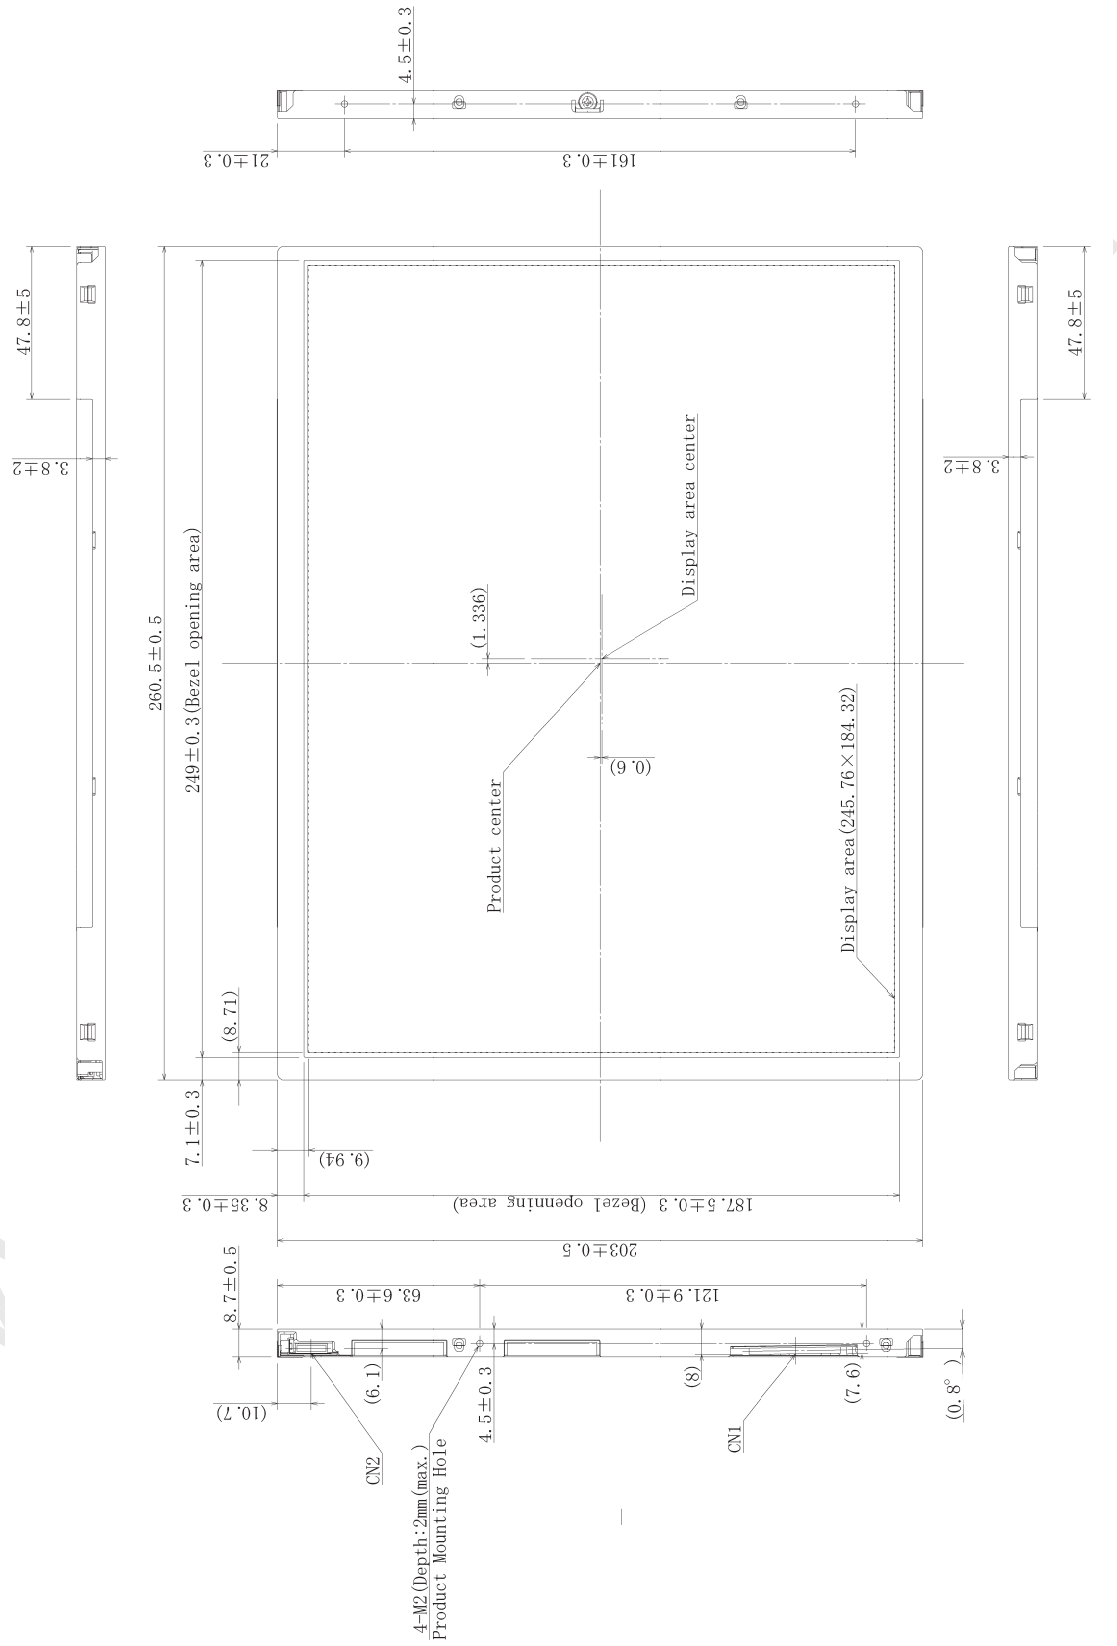 4.5±0.3
21±0.3
161±0.3
47.8±5
47.8±5
3.8±2
3.8±2
260.5±0.5
249±0.3(Bezel opening area)
Display area center
(1.336)
(0.6)
Product center
Display area(245.76×184.32)
(8.71)
7.1±0.3
(9.94)
8.35±0.3
187.5±0.3 (Bezel openning area)
203±0.5
8.7±0.5
63.6±0.3
121.9±0.3
(6.1)
4.5±0.3
(8)
(7.6)
(0.8° )
(10.7)
CN2
CN1
4-M2(Depth:2mm(max.)
Product Mounting Hole